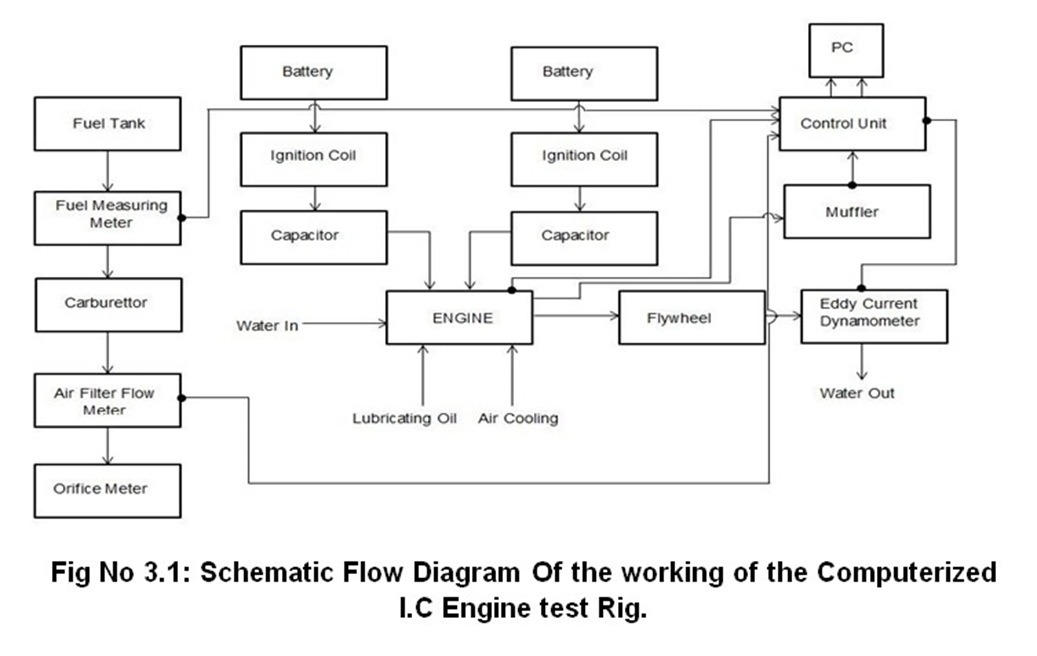 PC
Battery
Battery
Fuel Tank
Control Unit
Ignition Coil
Ignition Coil
Fuel Measuring
Meter
Muffler
Capacitor
Capacitor
Carburettor
ENGINE
Flywheel
Eddy Current
Dynamometer
Water In
Air Filter Flow
Meter
Water Out
Lubricating Oil
Air Cooling
Orifice Meter
Fig No 3.1: Schematic Flow Diagram Of the working of the Computerized
I.C Engine test Rig.